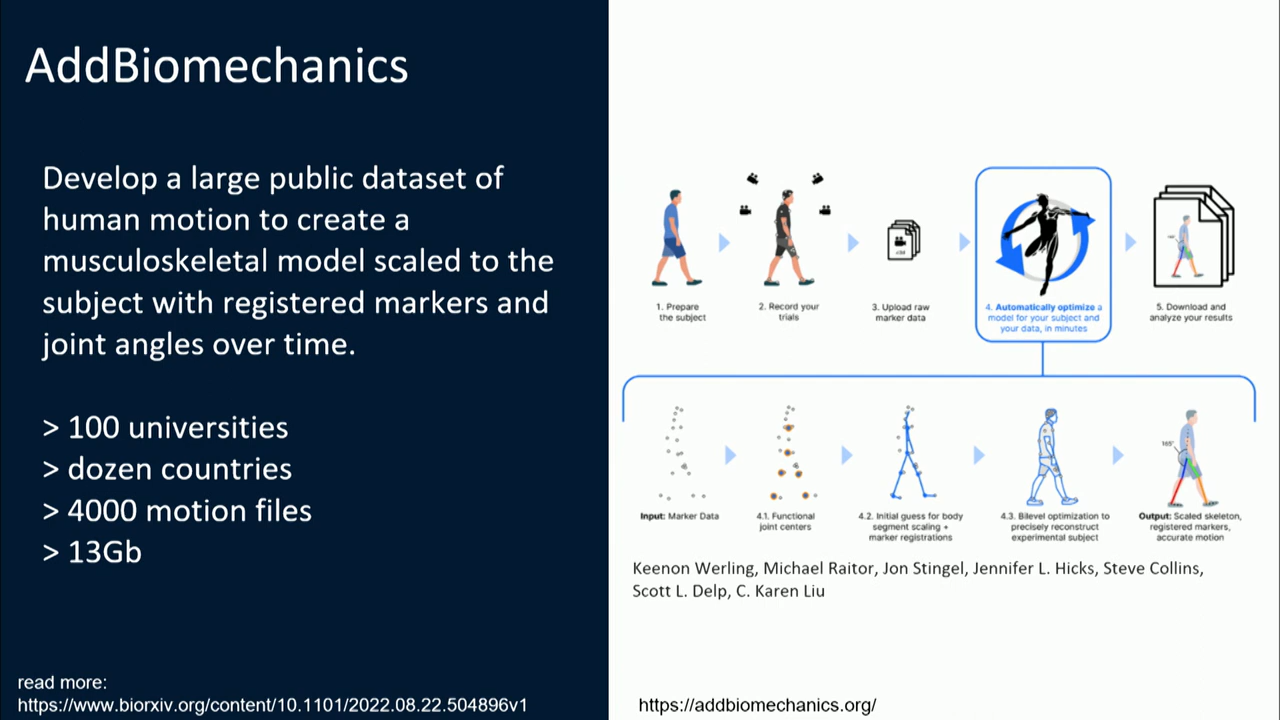 AddBiomechanics
Develop a large public dataset of
human motion to create a
musculoskeletal model scaled to the
subject with registered markers and
joint angles over time.
> 100 universities
> dozen countries
> 4000 motion files
> 13Gb
read more:
https://www.biorxiv.org/content/10.1101/2022.08.22.504896v1
1. Prepare
the subject
2. Record your
trials
3. Upload raw
marker data
4. Automatically optimize a
model for your subject and
your data, in minutes
5. Download and
analyze your results
Input: Marker Data
4.1. Functional
joint centers
4.2. Initial guess for body
segment scaling +
marker registrations
4.3. Bilevel optimization to
precisely reconstruct
experimental subject
165°
Output: Scaled skeleton,
registered markers,
accurate motion
Keenon Werling, Michael Raitor, Jon Stingel, Jennifer L. Hicks, Steve Collins,
Scott L. Delp, C. Karen Liu
https://addbiomechanics.org/